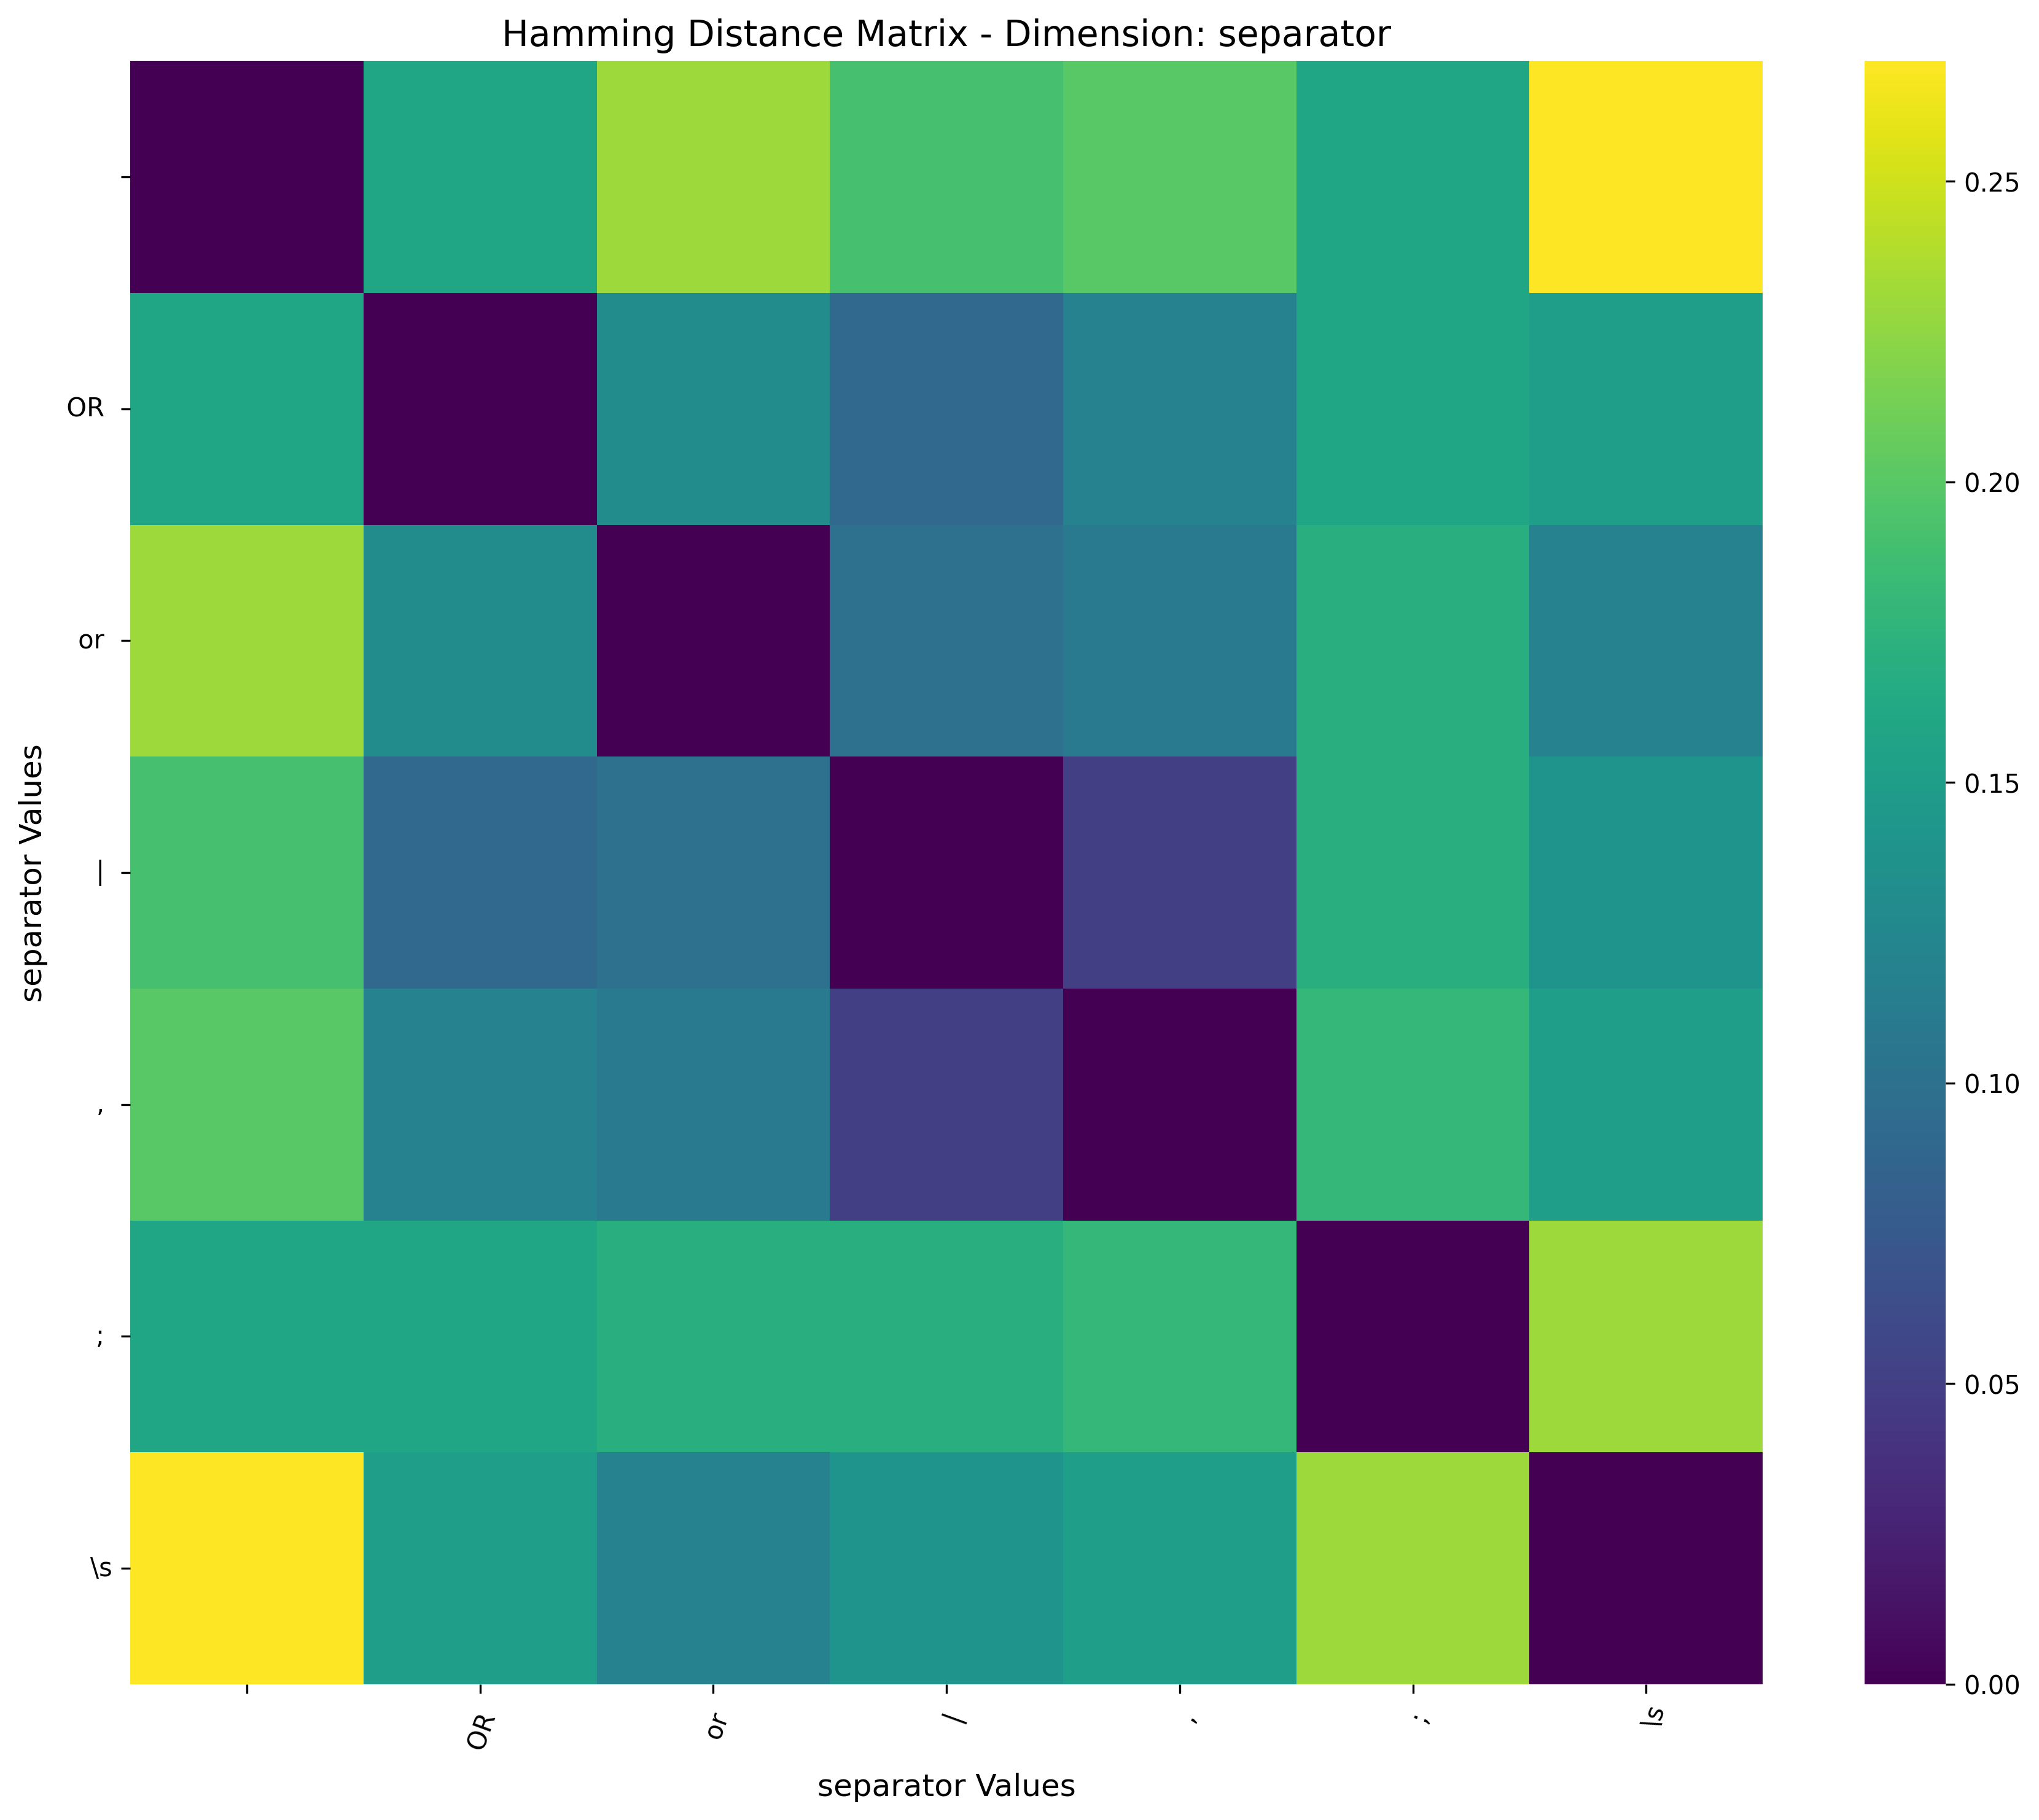 Hamming Distance Matrix - Dimension: separator
separator Values
OR
or
|
,
;
\s
OR
or
|
,
;
\s
separator Values
0.25
0.20
0.15
0.10
0.05
0.00